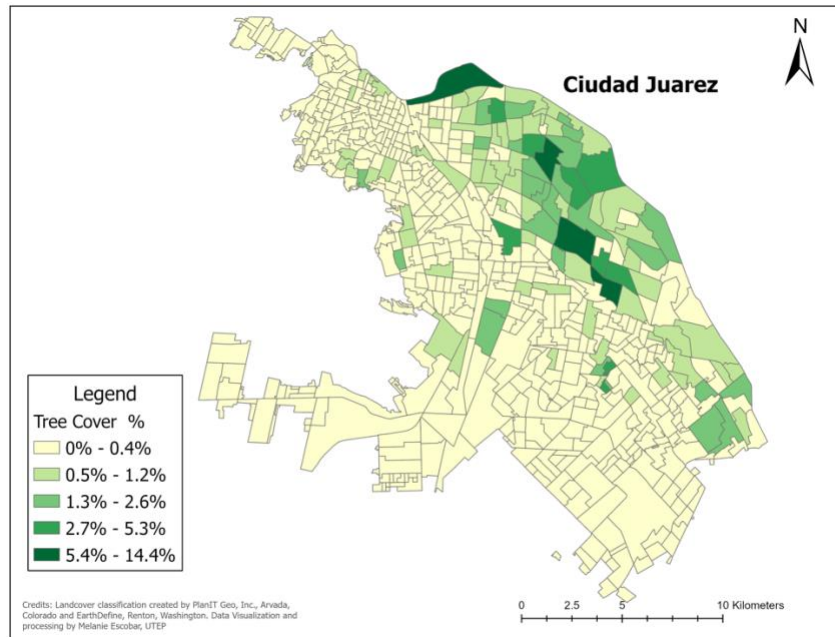 N
Ciudad Juarez
Legend
Tree Cover %
0% - 0.4%
0.5% - 1.2%
1.3% - 2.6%
2.7% - 5.3%
5.4% - 14.4%
Credits: Landcover classification created by PlanIT Geo, Inc., Arvada,
Colorado and EarthDefine, Renton, Washington. Data Visualization and
processing by Melanie Escobar, UTEP
0 2.5 5 10 Kilometers